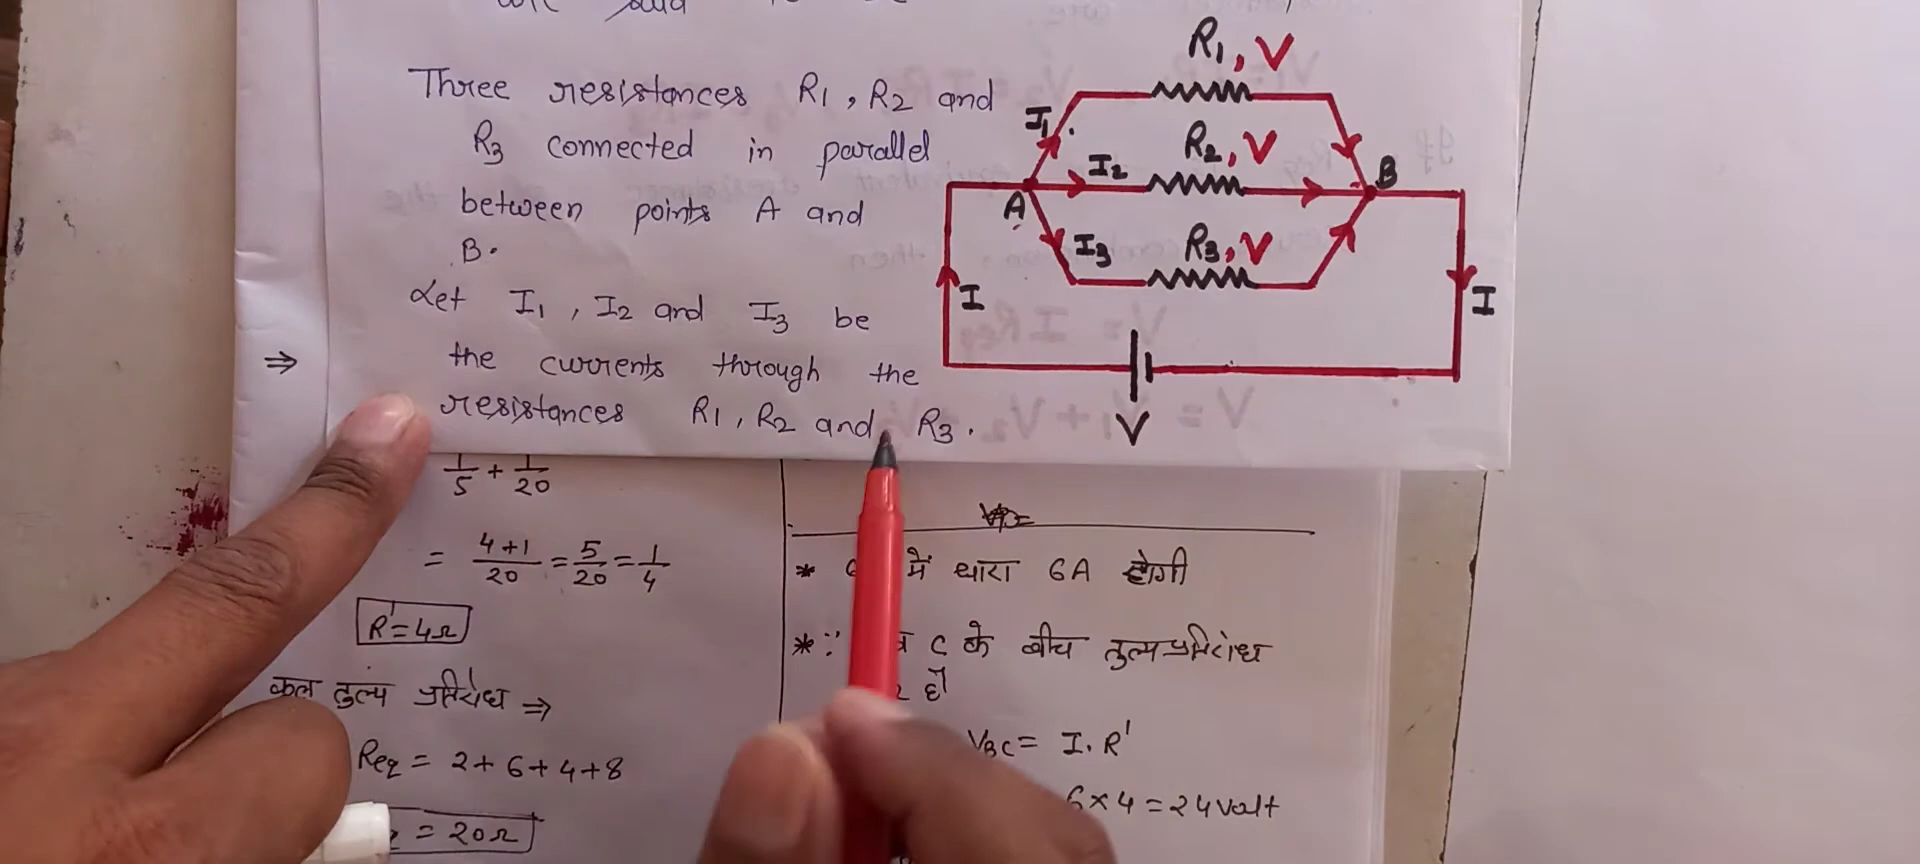 Three resistances R1, R2 and
R3 connected in parallel
between points A and
B.
Let I1, I2 and I3 be
⇒ the currents through the
resistances R1, R2 and R3.
R1, V
I1
R2, V
I2
A
B
R3, V
I3
I
I
V
1/5 + 1/20
= 4+1/20 = 5/20 = 1/4
R' = 4Ω
तुल्य प्रतिरोध ⇒
Req = 2+6+4+8
= 20Ω
* में धारा 6A होगी
* ∵ C के बीच तुल्यप्रतिरोध
है
VBC = I. R'
6×4 = 24 Volt